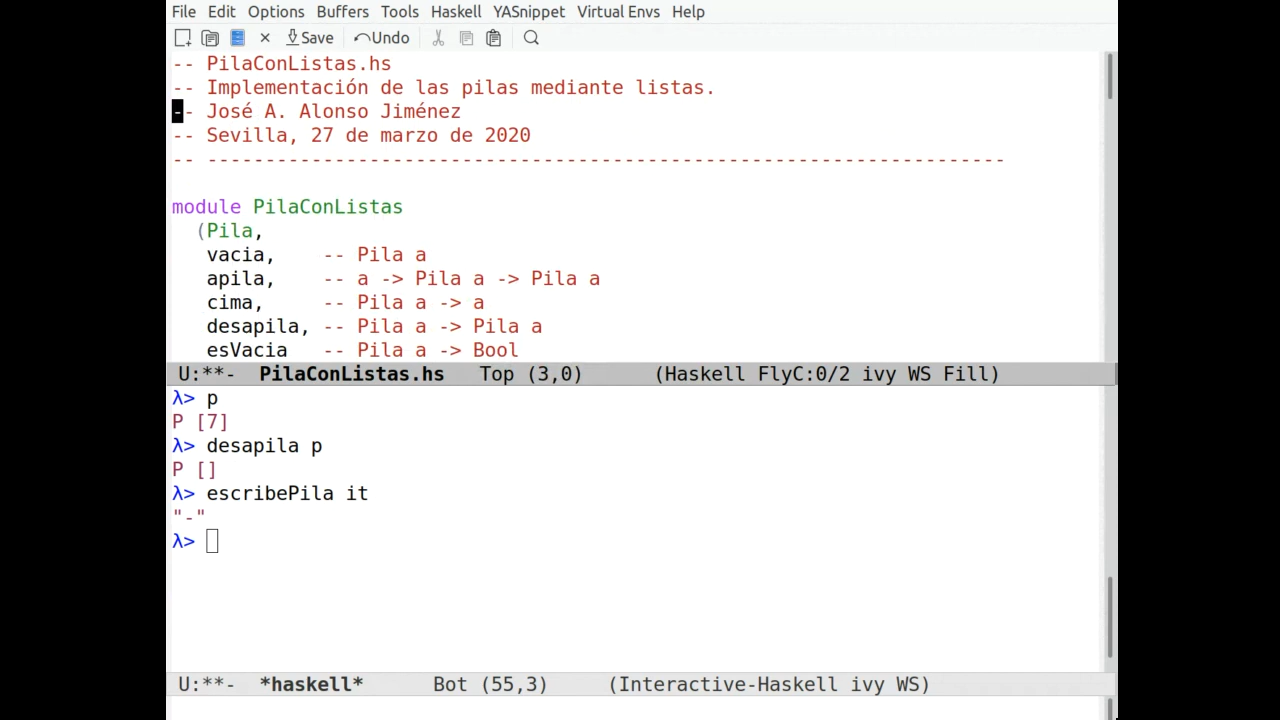 File Edit Options Buffers Tools Haskell YASnippet Virtual Envs Help
Save Undo
-- PilaConListas.hs
-- Implementación de las pilas mediante listas.
-- José A. Alonso Jiménez
-- Sevilla, 27 de marzo de 2020
-- ---------------------------------------------------------------------
module PilaConListas
(Pila,
vacia, -- Pila a
apila, -- a -> Pila a -> Pila a
cima, -- Pila a -> a
desapila, -- Pila a -> Pila a
esVacia -- Pila a -> Bool
U:**- PilaConListas.hs Top (3,0) (Haskell FlyC:0/2 ivy WS Fill)
λ> p
P [7]
λ> desapila p
P []
λ> escribePila it
"-"
λ>
U:**- *haskell* Bot (55,3) (Interactive-Haskell ivy WS)